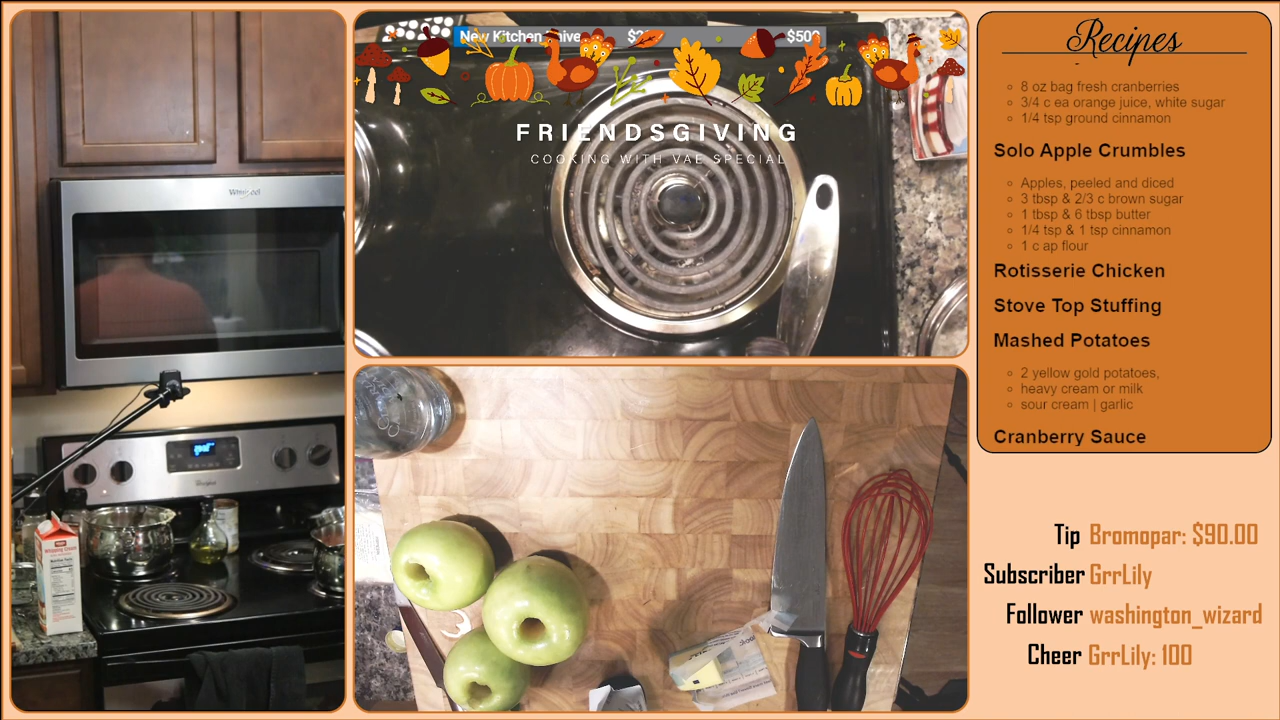 New Kitchen
$500
FRIENDSGIVING
COOKING WITH VAE SPECIAL
Whirlpool
Whipping Cream
Recipes
8 oz bag fresh cranberries
3/4 c ea orange juice, white sugar
1/4 tsp ground cinnamon
Solo Apple Crumbles
Apples, peeled and diced
3 tbsp & 2/3 c brown sugar
1 tbsp & 6 tbsp butter
1/4 tsp & 1 tsp cinnamon
1 c ap flour
Rotisserie Chicken
Stove Top Stuffing
Mashed Potatoes
2 yellow gold potatoes,
heavy cream or milk
sour cream | garlic
Cranberry Sauce
Tip Bromopar: $90.00
Subscriber GrrLily
Follower washington_wizard
Cheer GrrLily: 100